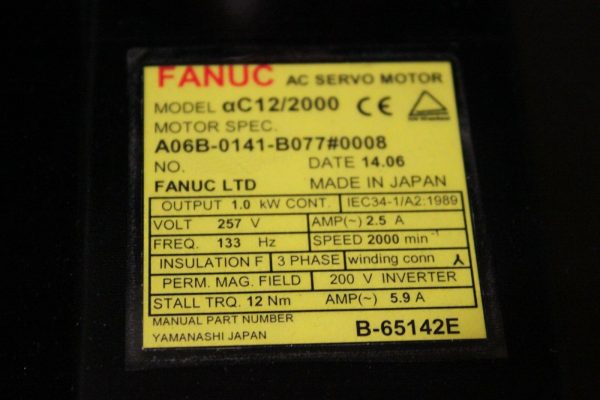 FANUC AC SERVO MOTOR
MODEL αC12/2000 CE
MOTOR SPEC.
A06B-0141-B077#0008
NO. DATE 14.06
FANUC LTD MADE IN JAPAN
OUTPUT 1.0 kW CONT. IEC34-1/A2:1989
VOLT 257 V AMP(~) 2.5 A
FREQ. 133 Hz SPEED 2000 min⁻¹
INSULATION F 3 PHASE winding conn
PERM. MAG. FIELD 200 V INVERTER
STALL TRQ. 12 Nm AMP(~) 5.9 A
MANUAL PART NUMBER B-65142E
YAMANASHI JAPAN